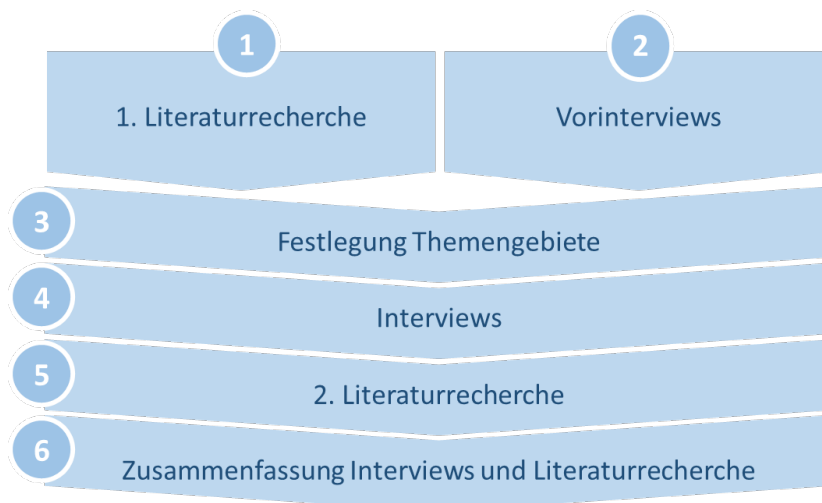 1
2
1. Literaturrecherche
Vorinterviews
3
Festlegung Themengebiete
4
Interviews
5
2. Literaturrecherche
6
Zusammenfassung Interviews und Literaturrecherche